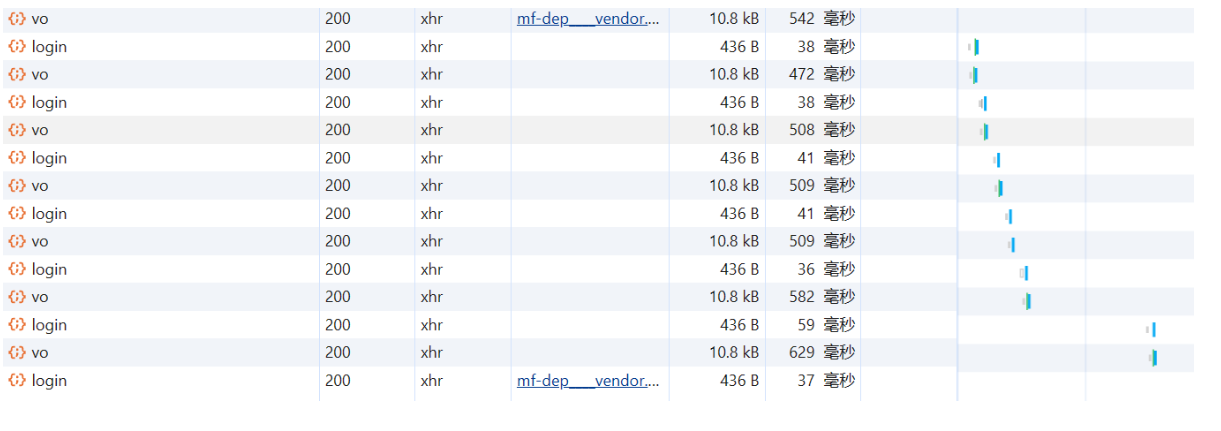 vo 200 xhr mf-dep____vendor.... 10.8 kB 542 毫秒
login 200 xhr 436 B 38 毫秒
vo 200 xhr 10.8 kB 472 毫秒
login 200 xhr 436 B 38 毫秒
vo 200 xhr 10.8 kB 508 毫秒
login 200 xhr 436 B 41 毫秒
vo 200 xhr 10.8 kB 509 毫秒
login 200 xhr 436 B 41 毫秒
vo 200 xhr 10.8 kB 509 毫秒
login 200 xhr 436 B 36 毫秒
vo 200 xhr 10.8 kB 582 毫秒
login 200 xhr 436 B 59 毫秒
vo 200 xhr 10.8 kB 629 毫秒
login 200 xhr mf-dep____vendor.... 436 B 37 毫秒